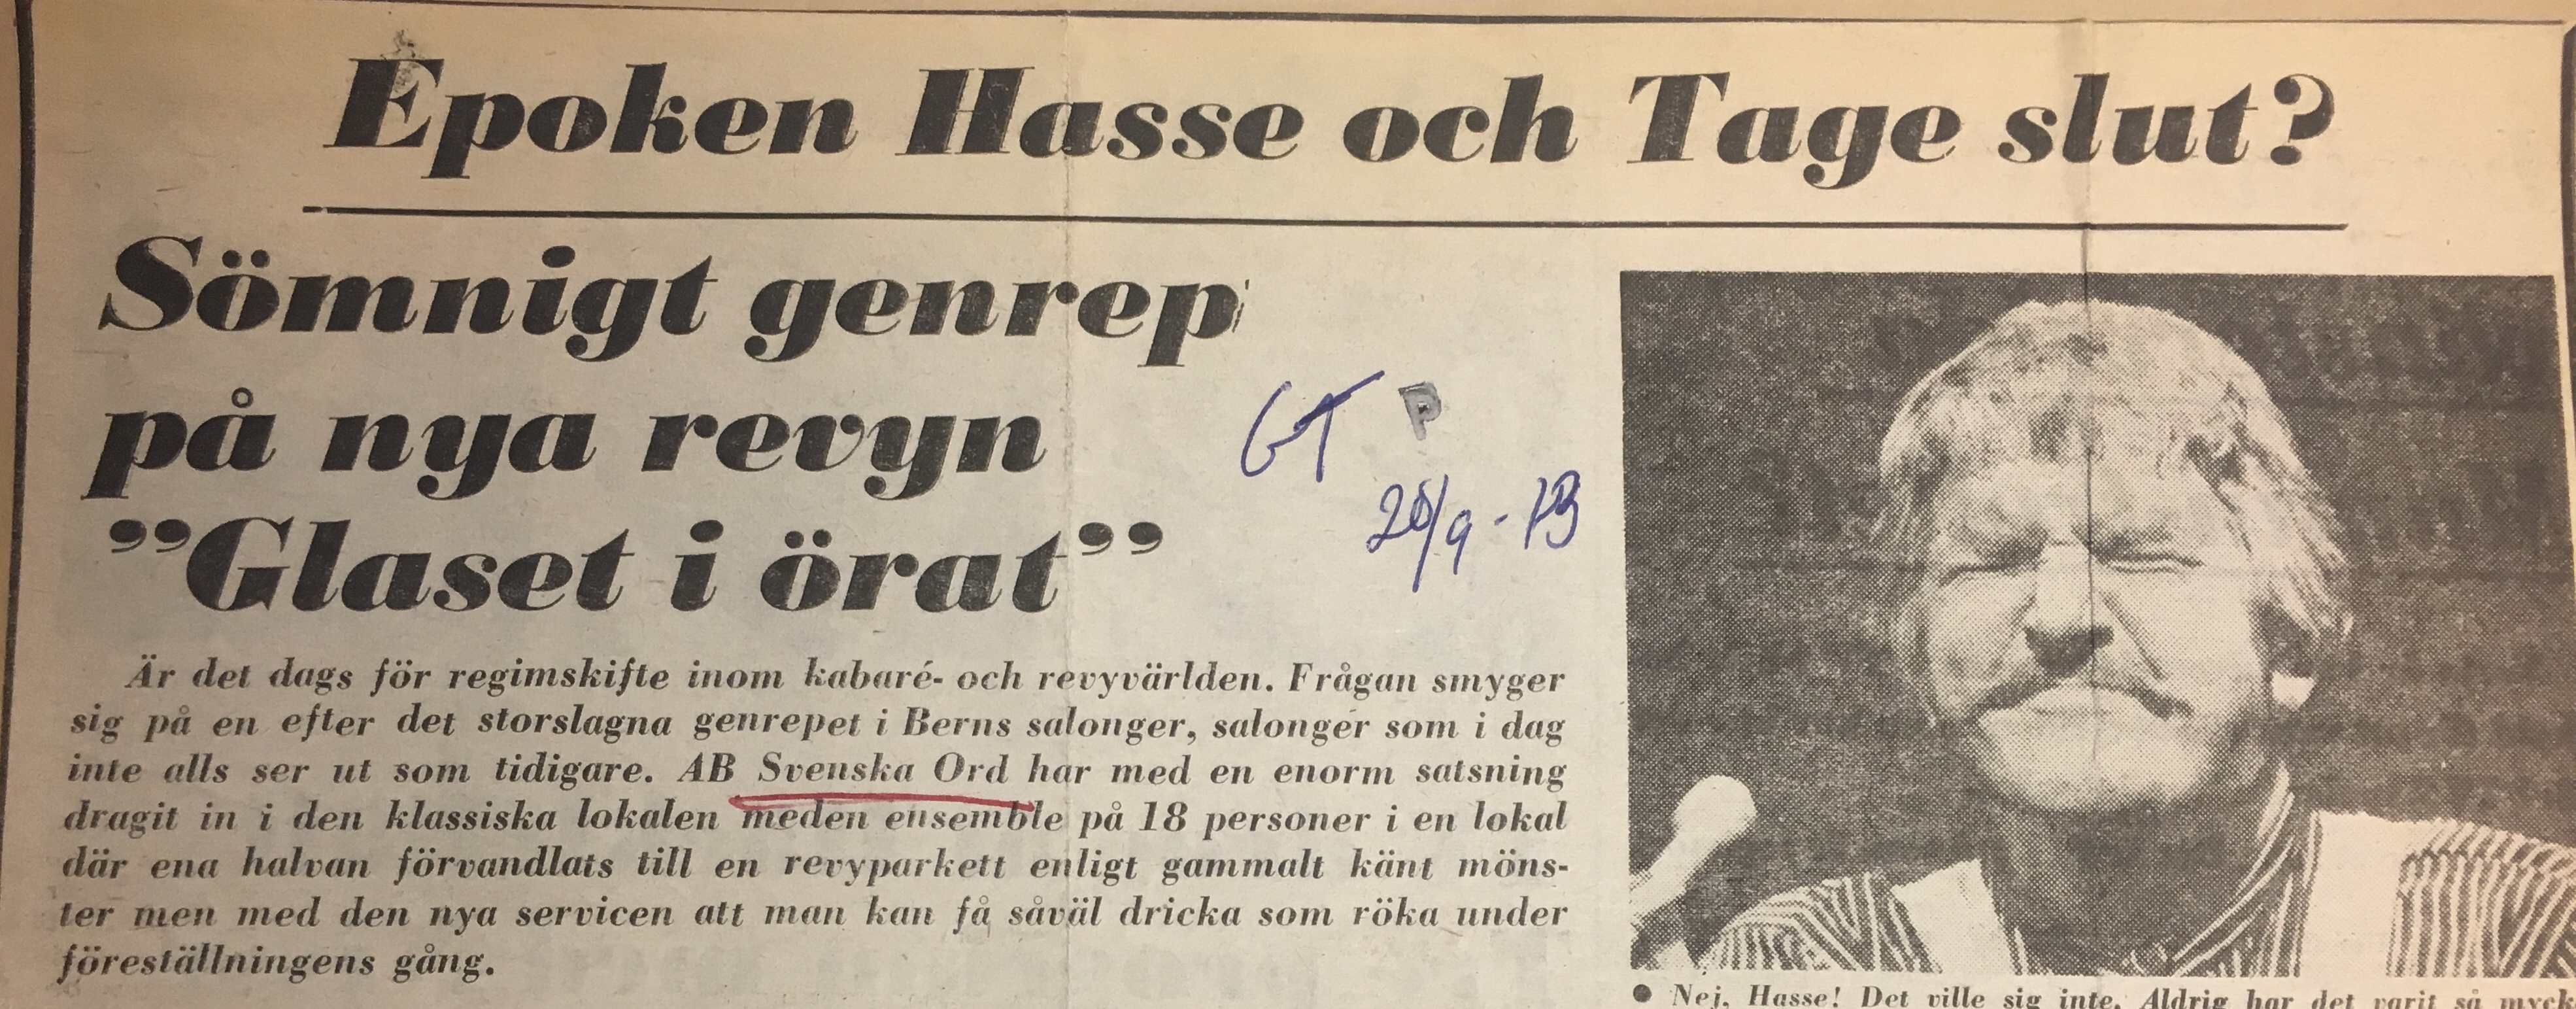 Epoken Hasse och Tage slut?
Sömnigt genrep
på nya revyn
”Glaset i örat”
GT P
/9 - 73
Är det dags för regimskifte inom kabaré- och revyvärlden. Frågan smyger
sig på en efter det storslagna genrepet i Berns salonger, salonger som i dag
inte alls ser ut som tidigare. AB Svenska Ord har med en enorm satsning
dragit in i den klassiska lokalen meden ensemble på 18 personer i en lokal
där ena halvan förvandlats till en revyparkett enligt gammalt känt möns-
ter men med den nya servicen att man kan få såväl dricka som röka under
föreställningens gång.
● Nej, Hasse! Det ville sig inte. Aldrig har det varit så myck